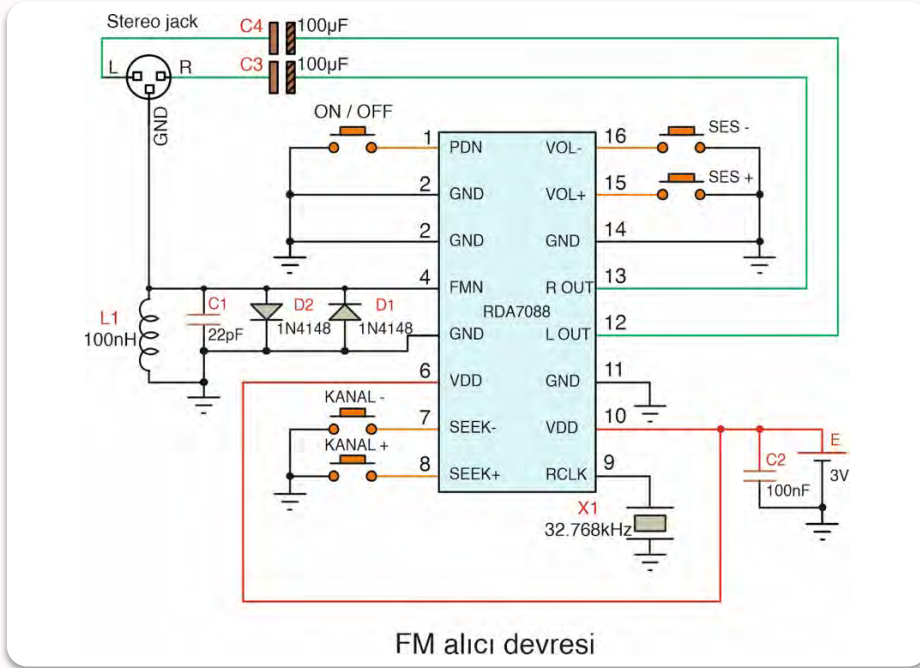 Stereo jack
C4
100µF
L
R
C3
100µF
GND
ON / OFF
1
PDN
VOL-
16
SES -
2
GND
VOL+
15
SES +
2
GND
GND
14
4
FMN
R OUT
13
RDA7088
L1
100nH
C1
22pF
D2
1N4148
D1
1N4148
GND
L OUT
12
6
VDD
GND
11
KANAL -
7
SEEK-
VDD
10
KANAL +
8
SEEK+
RCLK
9
X1
32.768kHz
C2
100nF
E
3V
FM alıcı devresi